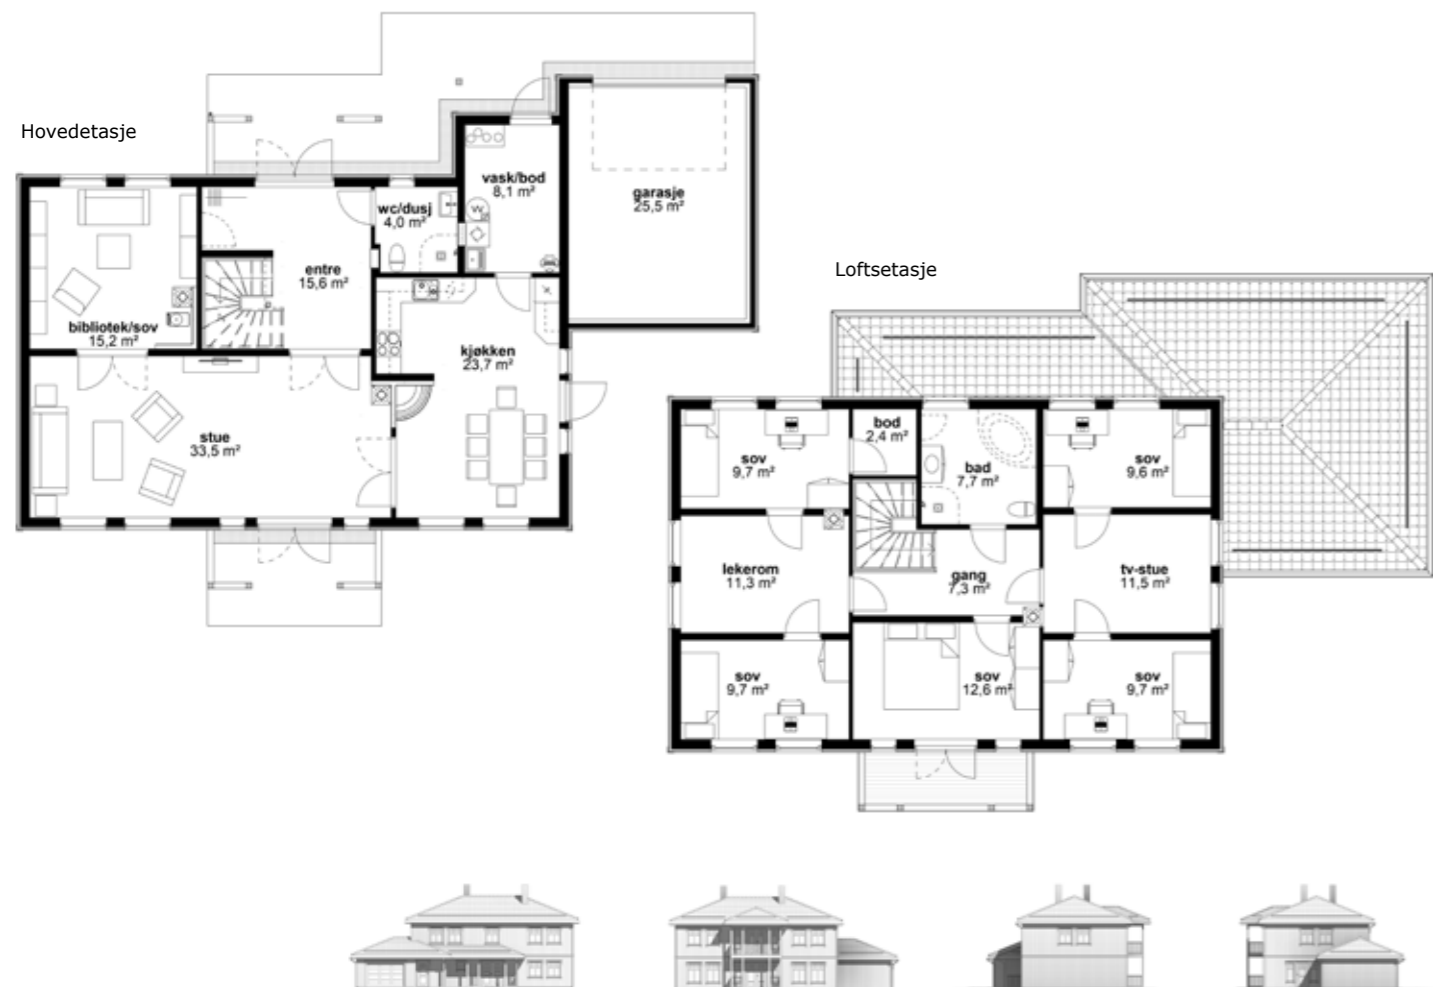 Hovedetasje
vask/bod
8,1 m²
garasje
25,5 m²
wc/dusj
4,0 m²
entre
15,6 m²
bibliotek/sov
15,2 m²
kjøkken
23,7 m²
stue
33,5 m²
Loftsetasje
sov
9,7 m²
bod
2,4 m²
bad
7,7 m²
sov
9,6 m²
lekerom
11,3 m²
gang
7,3 m²
tv-stue
11,5 m²
sov
9,7 m²
sov
12,6 m²
sov
9,7 m²